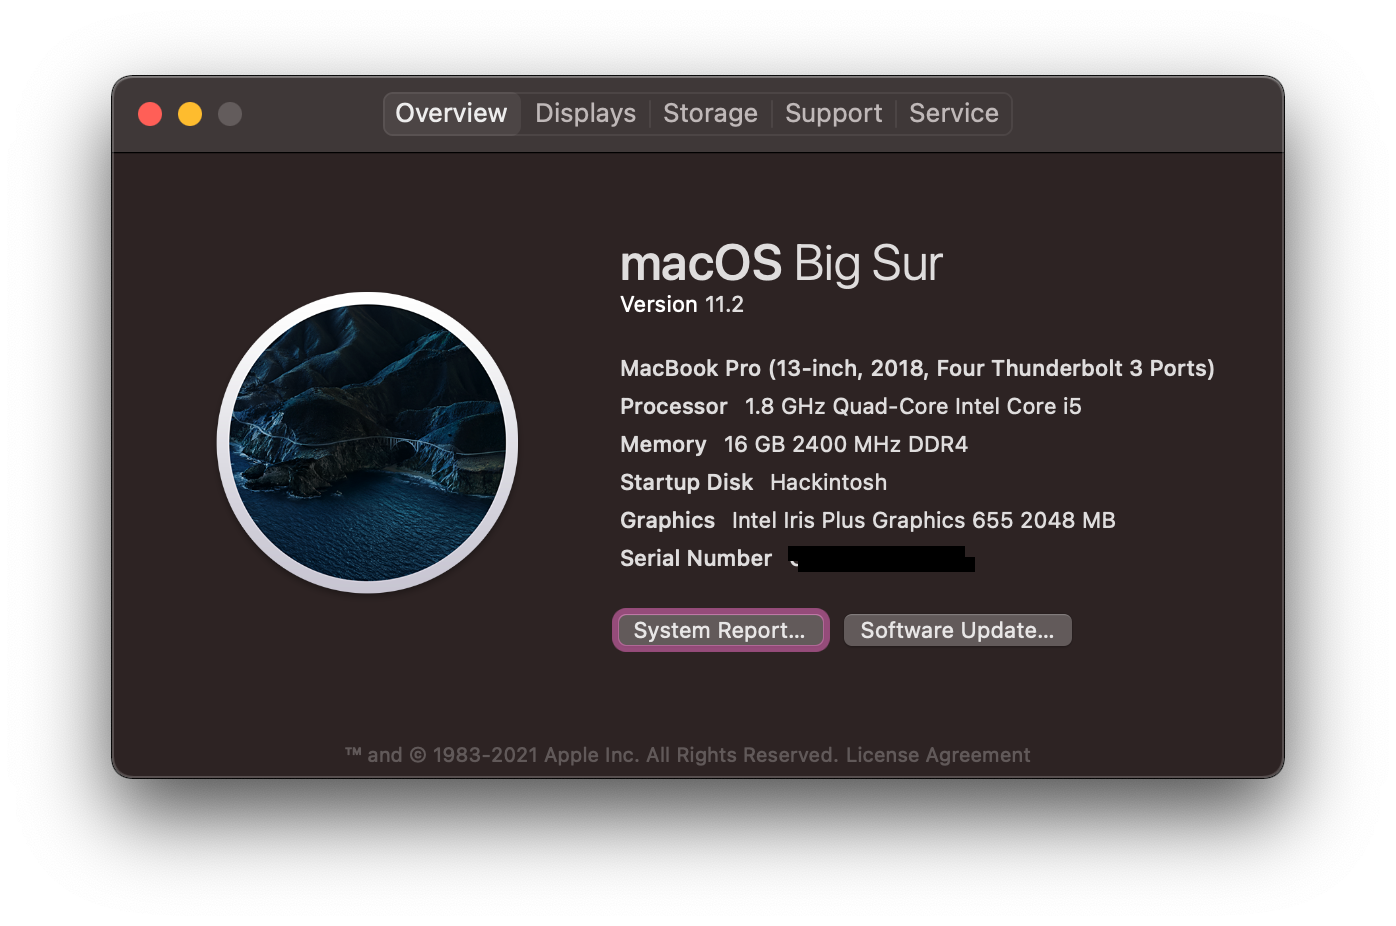 Overview Displays Storage Support Service
macOS Big Sur
Version 11.2
MacBook Pro (13-inch, 2018, Four Thunderbolt 3 Ports)
Processor 1.8 GHz Quad-Core Intel Core i5
Memory 16 GB 2400 MHz DDR4
Startup Disk Hackintosh
Graphics Intel Iris Plus Graphics 655 2048 MB
Serial Number
System Report... Software Update...
™ and © 1983-2021 Apple Inc. All Rights Reserved. License Agreement